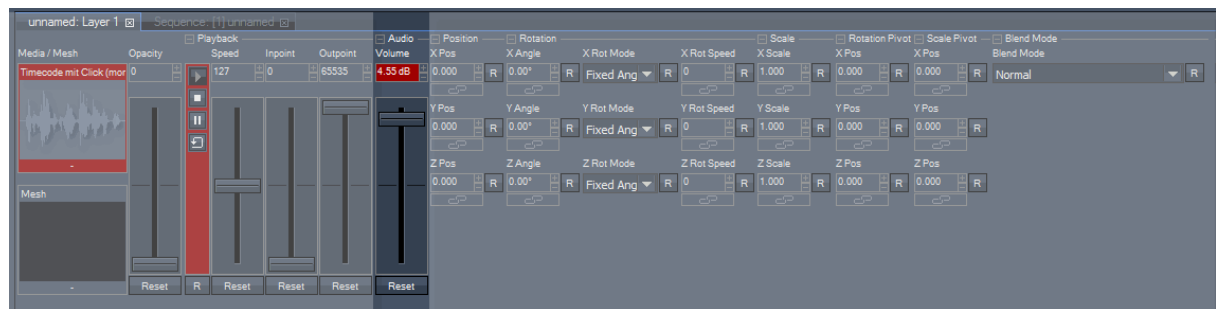 unnamed: Layer 1
Sequence: [1] unnamed
Playback
Audio
Position
Rotation
Scale
Rotation Pivot
Scale Pivot
Blend Mode
Media / Mesh
Opacity
Speed
Inpoint
Outpoint
Volume
X Pos
X Angle
X Rot Mode
X Rot Speed
X Scale
X Pos
X Pos
Blend Mode
Timecode mit Click (mor
0
127
0
65535
4.55 dB
0.000
R
0.00°
R
Fixed Ang
R
0
R
1.000
R
0.000
R
0.000
R
Normal
R
Y Pos
Y Angle
Y Rot Mode
Y Rot Speed
Y Scale
Y Pos
Y Pos
0.000
R
0.00°
R
Fixed Ang
R
0
R
1.000
R
0.000
R
0.000
R
Z Pos
Z Angle
Z Rot Mode
Z Rot Speed
Z Scale
Z Pos
Z Pos
-
0.000
R
0.00°
R
Fixed Ang
R
0
R
1.000
R
0.000
R
0.000
R
Mesh
-
Reset
R
Reset
Reset
Reset
Reset